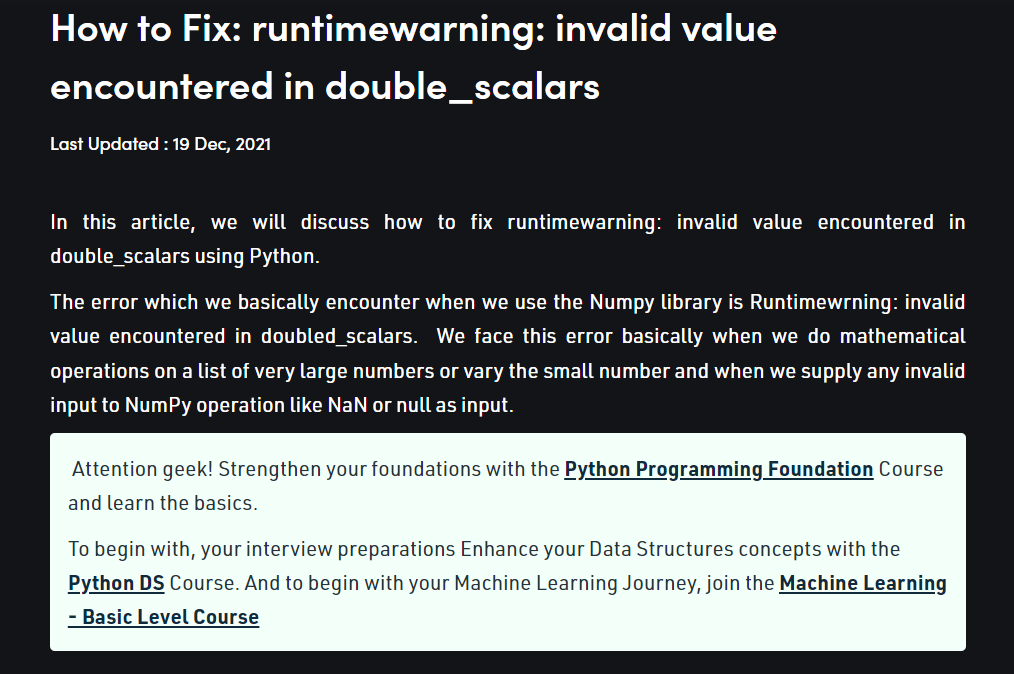 How to Fix: runtimewarning: invalid value
encountered in double_scalars
Last Updated : 19 Dec, 2021
In this article, we will discuss how to fix runtimewarning: invalid value encountered in
double_scalars using Python.
The error which we basically encounter when we use the Numpy library is Runtimewrning: invalid
value encountered in doubled_scalars. We face this error basically when we do mathematical
operations on a list of very large numbers or vary the small number and when we supply any invalid
input to NumPy operation like NaN or null as input.
Attention geek! Strengthen your foundations with the Python Programming Foundation Course
and learn the basics.
To begin with, your interview preparations Enhance your Data Structures concepts with the
Python DS Course. And to begin with your Machine Learning Journey, join the Machine Learning
- Basic Level Course